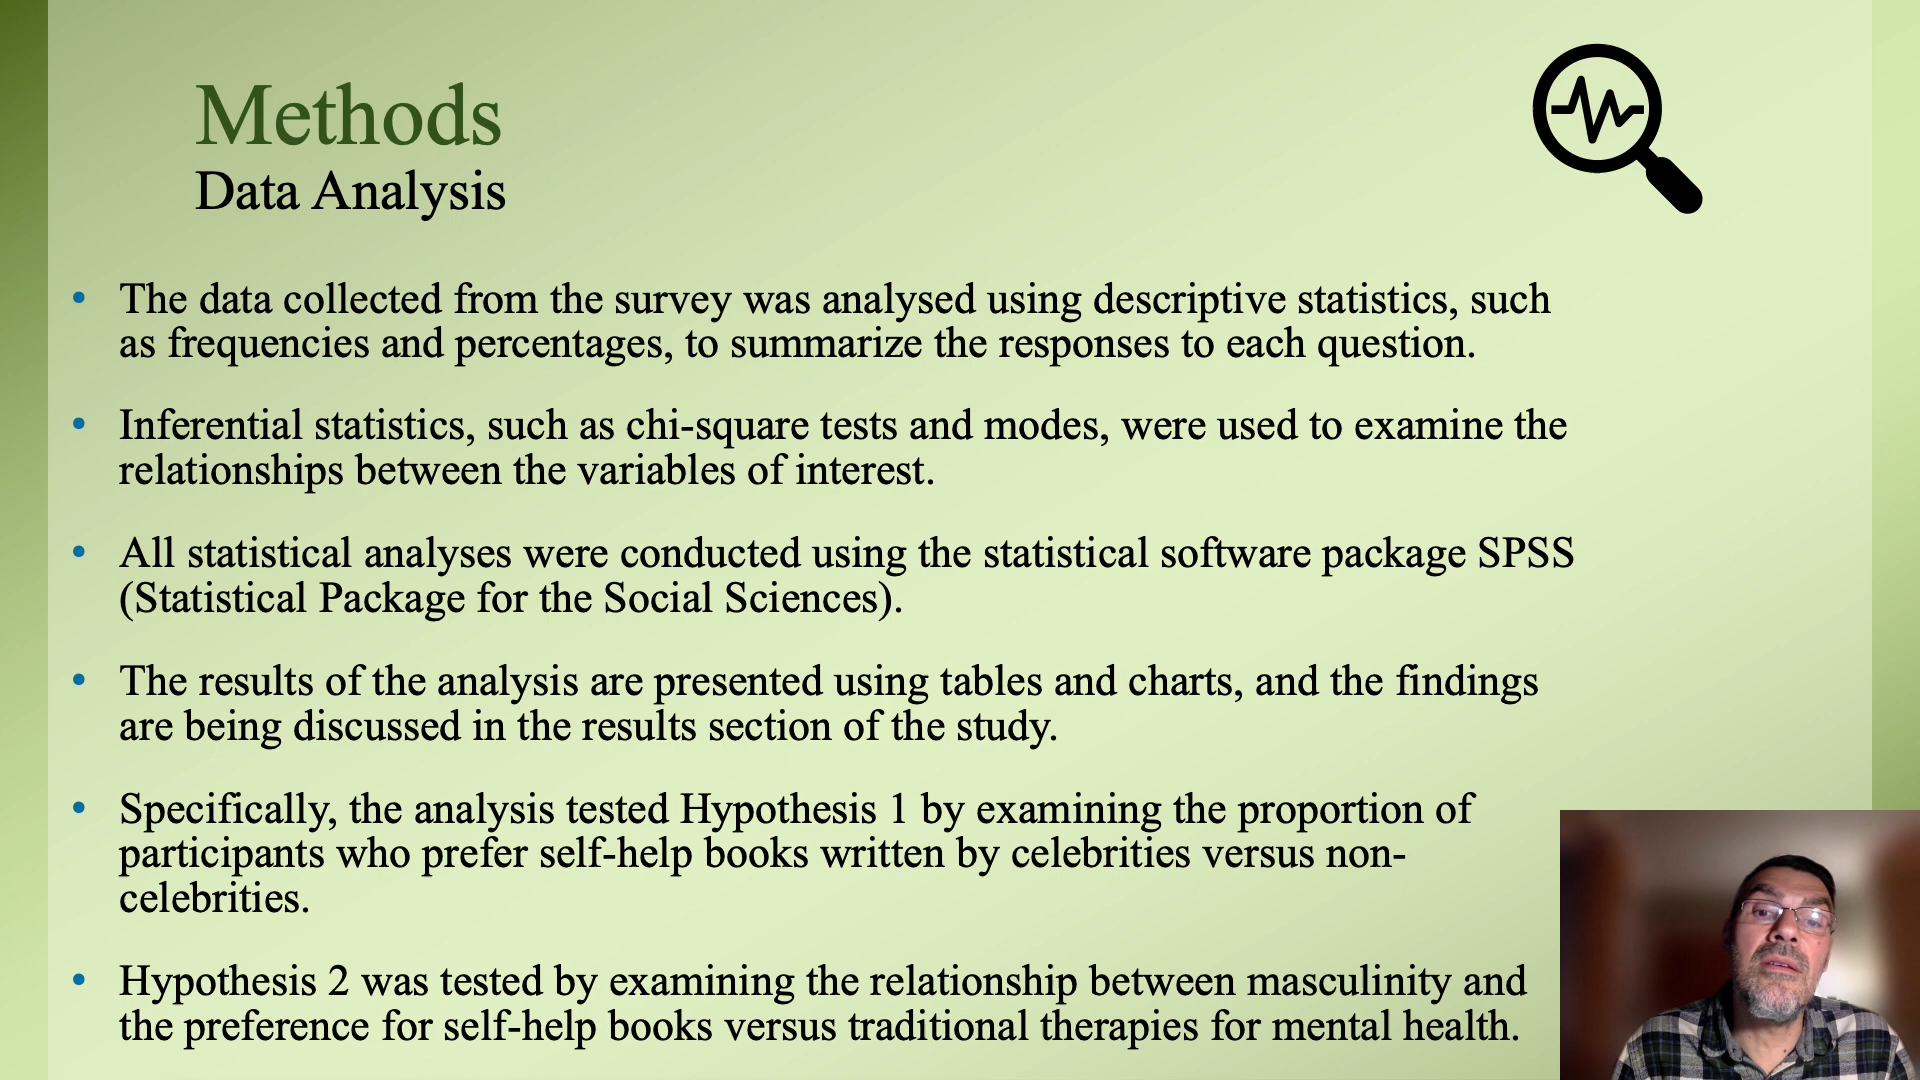 Methods
Data Analysis
• The data collected from the survey was analysed using descriptive statistics, such
as frequencies and percentages, to summarize the responses to each question.
• Inferential statistics, such as chi-square tests and modes, were used to examine the
relationships between the variables of interest.
• All statistical analyses were conducted using the statistical software package SPSS
(Statistical Package for the Social Sciences).
• The results of the analysis are presented using tables and charts, and the findings
are being discussed in the results section of the study.
• Specifically, the analysis tested Hypothesis 1 by examining the proportion of
participants who prefer self-help books written by celebrities versus non-
celebrities.
• Hypothesis 2 was tested by examining the relationship between masculinity and
the preference for self-help books versus traditional therapies for mental health.